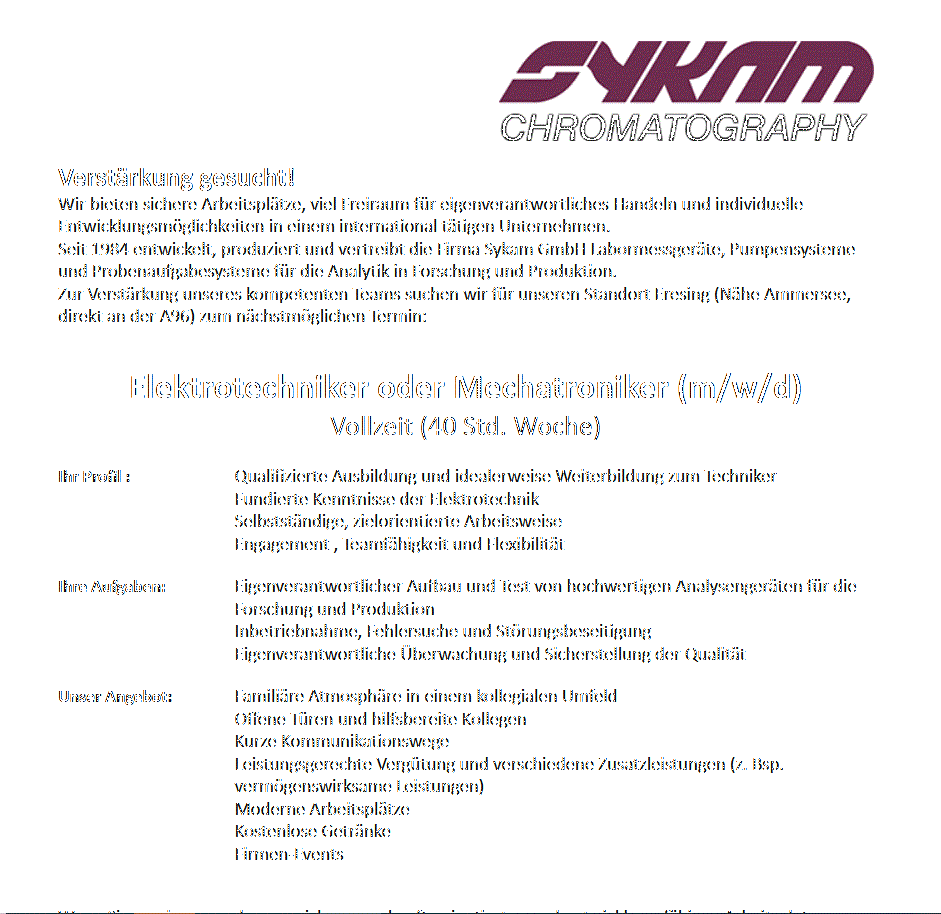 SYKAM
CHROMATOGRAPHY
Verstärkung gesucht!
Wir bieten sichere Arbeitsplätze, viel Freiraum für eigenverantwortliches Handeln und individuelle
Entwicklungsmöglichkeiten in einem international tätigen Unternehmen.
Seit 1984 entwickelt, produziert und vertreibt die Firma Sykam GmbH Labormessgeräte, Pumpensysteme
und Probenaufgabesysteme für die Analytik in Forschung und Produktion.
Zur Verstärkung unseres kompetenten Teams suchen wir für unseren Standort Eresing (Nähe Ammersee,
direkt an der A96) zum nächstmöglichen Termin:
Elektrotechniker oder Mechatroniker (m/w/d)
Vollzeit (40 Std. Woche)
Ihr Profil : Qualifizierte Ausbildung und idealerweise Weiterbildung zum Techniker
Fundierte Kenntnisse der Elektrotechnik
Selbstständige, zielorientierte Arbeitsweise
Engagement , Teamfähigkeit und Flexibilität
Ihre Aufgaben: Eigenverantwortlicher Aufbau und Test von hochwertigen Analysengeräten für die
Forschung und Produktion
Inbetriebnahme, Fehlersuche und Störungsbeseitigung
Eigenverantwortliche Überwachung und Sicherstellung der Qualität
Unser Angebot: Familiäre Atmosphäre in einem kollegialen Umfeld
Offene Türen und hilfsbereite Kollegen
Kurze Kommunikationswege
Leistungsgerechte Vergütung und verschiedene Zusatzleistungen (z. Bsp.
vermögenswirksame Leistungen)
Moderne Arbeitsplätze
Kostenlose Getränke
Firmen-Events